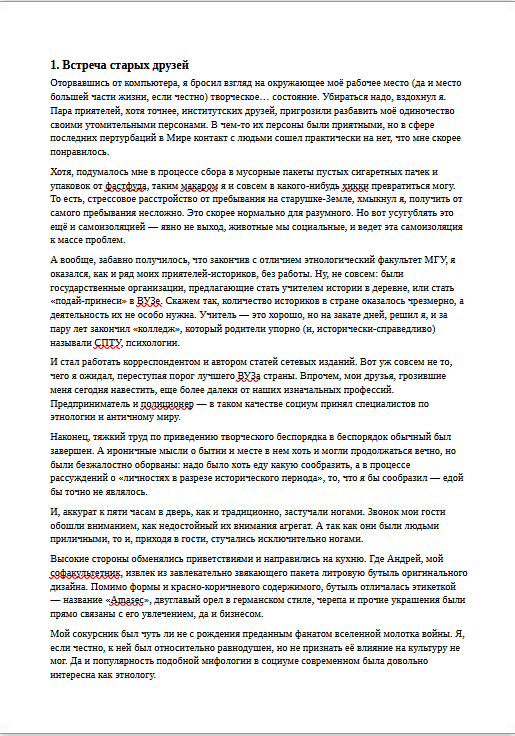 1. Встреча старых друзей
Оторвавшись от компьютера, я бросил взгляд на окружающее моё рабочее место (да и место
большей части жизни, если честно) творческое… состояние. Убираться надо, вздохнул я.
Пара приятелей, хотя точнее, институтских друзей, пригрозили разбавить моё одиночество
своими утомительными персонами. В чем-то их персоны были приятными, но в сфере
последних пертурбаций в Мире контакт с людьми сошел практически на нет, что мне скорее
понравилось.
Хотя, подумалось мне в процессе сбора в мусорные пакеты пустых сигаретных пачек и
упаковок от фастфуда, таким макаром я и совсем в какого-нибудь хикки превратиться могу.
То есть, стрессовое расстройство от пребывания на старушке-Земле, хмыкнул я, получить от
самого пребывания несложно. Это скорее нормально для разумного. Но вот усугублять это
ещё и самоизоляцией — явно не выход, животные мы социальные, и ведет эта самоизоляция
к массе проблем.
А вообще, забавно получилось, что закончив с отличием этнологический факультет МГУ, я
оказался, как и ряд моих приятелей-историков, без работы. Ну, не совсем: были
государственные организации, предлагающие стать учителем истории в деревне, или стать
«подай-принеси» в ВУЗе. Скажем так, количество историков в стране оказалось чрезмерно, а
деятельность их не особо нужна. Учитель — это хорошо, но на закате дней, решил я, и за
пару лет закончил «колледж», который родители упорно (и, исторически-справедливо)
называли СПТУ, психологии.
И стал работать корреспондентом и автором статей сетевых изданий. Вот уж совсем не то,
чего я ожидал, переступая порог лучшего ВУЗа страны. Впрочем, мои друзья, грозившие
меня сегодня навестить, еще более далеки от наших изначальных профессий.
Предприниматель и полиционер — в таком качестве социум принял специалистов по
этнологии и античному миру.
Наконец, тяжкий труд по приведению творческого беспорядка в беспорядок обычный был
завершен. А ироничные мысли о бытии и месте в нем хоть и могли продолжаться вечно, но
были безжалостно оборваны: надо было хоть еду какую сообразить, а в процессе
рассуждений о «личностях в разрезе исторического периода», то, что я бы сообразил — едой
бы точно не являлось.
И, аккурат к пяти часам в дверь, как и традиционно, застучали ногами. Звонок мои гости
обошли вниманием, как недостойный их внимания агрегат. А так как они были людьми
приличными, то и, приходя в гости, стучались исключительно ногами.
Высокие стороны обменялись приветствиями и направились на кухню. Где Андрей, мой
софакультетник, извлек из завлекательно звякающего пакета литровую бутыль оригинального
дизайна. Помимо формы и красно-коричневого содержимого, бутыль отличалась этикеткой
— название «Amasec», двуглавый орел в германском стиле, черепа и прочие украшения были
прямо связаны с его увлечением, да и бизнесом.
Мой сокурсник был чуть ли не с рождения преданным фанатом вселенной молотка войны. Я,
если честно, к ней был относительно равнодушен, но не признать её влияние на культуру не
мог. Да и популярность подобной мифологии в социуме современном была довольно
интересна как этнологу.